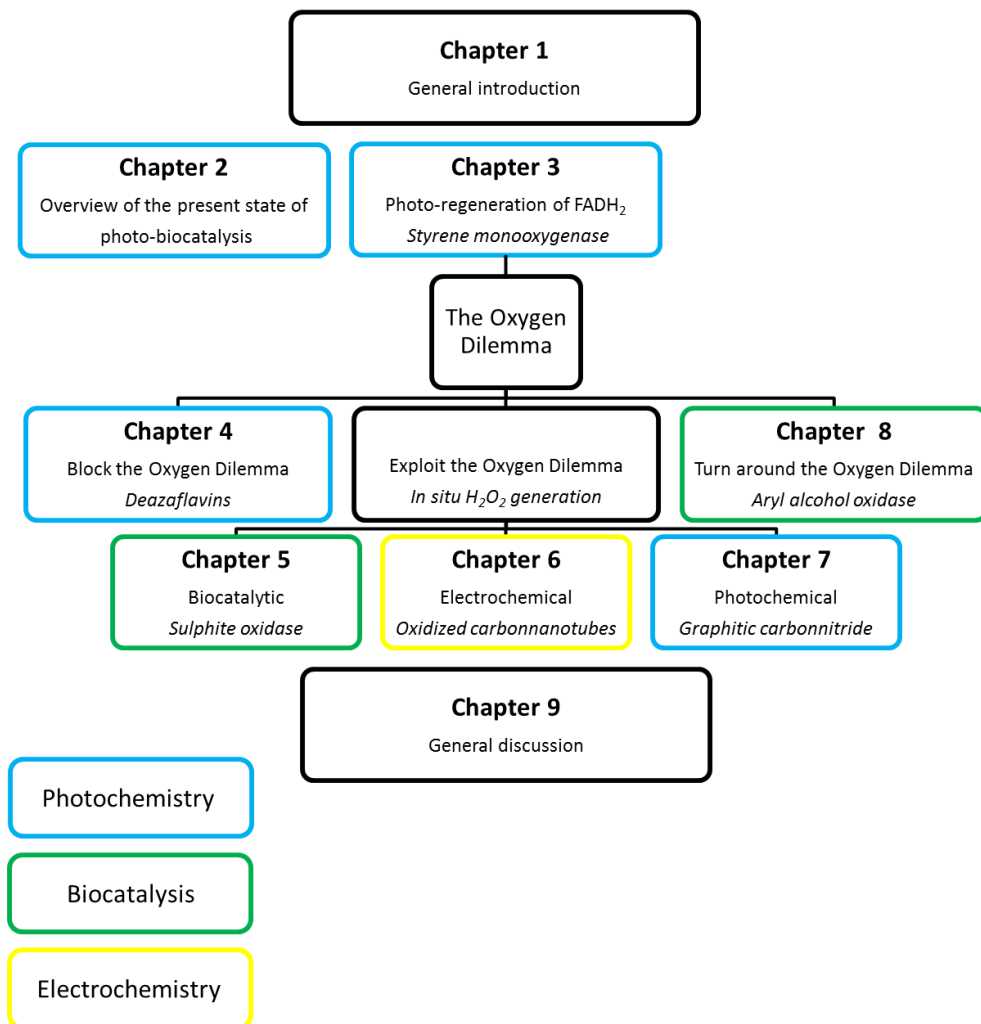 Chapter 1
General introduction
Chapter 2
Overview of the present state of
photo-biocatalysis
Chapter 3
Photo-regeneration of FADH₂
Styrene monooxygenase
The Oxygen
Dilemma
Chapter 4
Block the Oxygen Dilemma
Deazaflavins
Exploit the Oxygen Dilemma
In situ H₂O₂ generation
Chapter 8
Turn around the Oxygen Dilemma
Aryl alcohol oxidase
Chapter 5
Biocatalytic
Sulphite oxidase
Chapter 6
Electrochemical
Oxidized carbonnanotubes
Chapter 7
Photochemical
Graphitic carbonnitride
Chapter 9
General discussion
Photochemistry
Biocatalysis
Electrochemistry